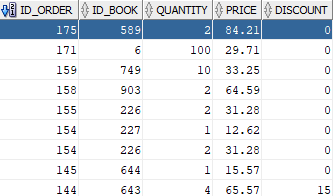 ID_ORDER ID_BOOK QUANTITY PRICE DISCOUNT
175 589 2 84.21 0
171 6 100 29.71 0
159 749 10 33.25 0
158 903 2 64.59 0
155 226 2 31.28 0
154 227 1 12.62 0
154 226 2 31.28 0
145 644 1 15.57 0
144 643 4 65.57 15